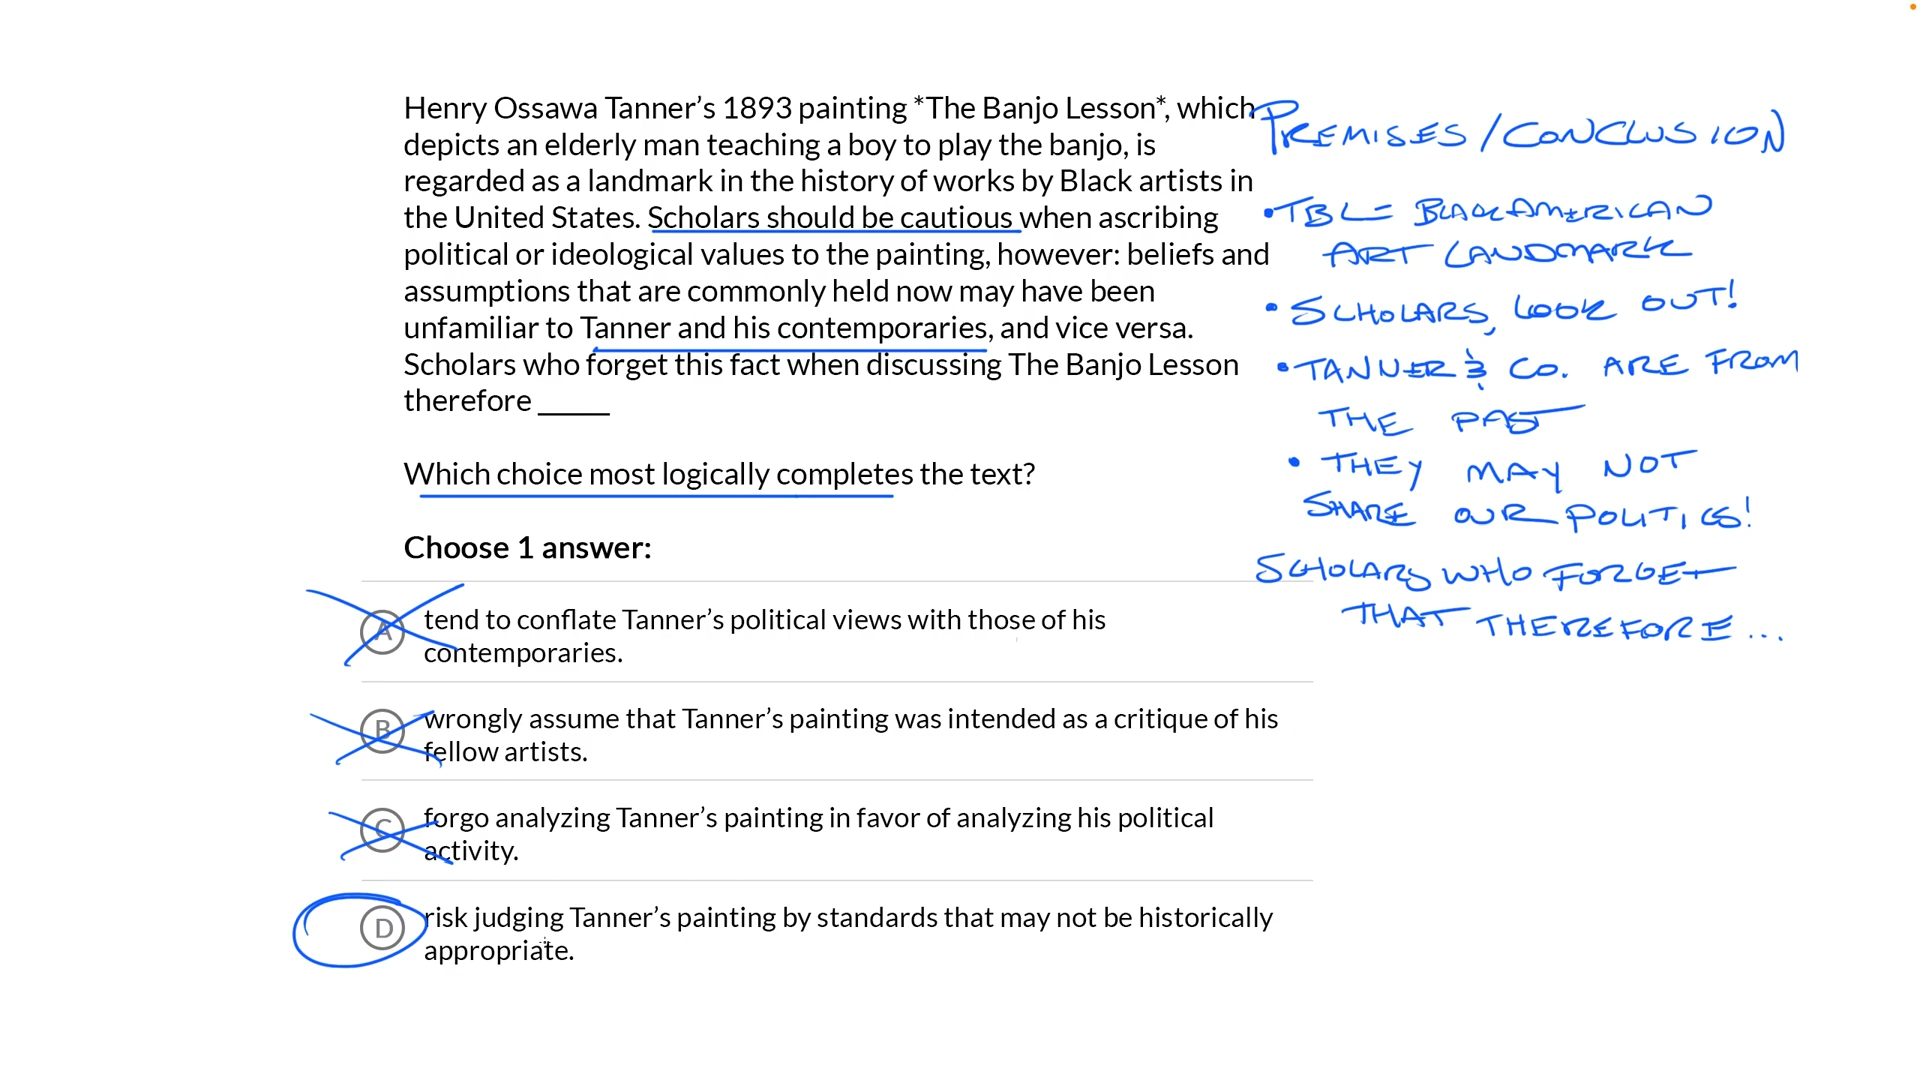 Henry Ossawa Tanner’s 1893 painting *The Banjo Lesson*, which
depicts an elderly man teaching a boy to play the banjo, is
regarded as a landmark in the history of works by Black artists in
the United States. Scholars should be cautious when ascribing
political or ideological values to the painting, however: beliefs and
assumptions that are commonly held now may have been
unfamiliar to Tanner and his contemporaries, and vice versa.
Scholars who forget this fact when discussing The Banjo Lesson
therefore _____
Which choice most logically completes the text?
Choose 1 answer:
A
tend to conflate Tanner’s political views with those of his
contemporaries.
B
wrongly assume that Tanner’s painting was intended as a critique of his
fellow artists.
C
forgo analyzing Tanner’s painting in favor of analyzing his political
activity.
D
risk judging Tanner’s painting by standards that may not be historically
appropriate.
PREMISES/CONCLUSION
• TBL = BLACK AMERICAN
ART LANDMARK
• SCHOLARS, LOOK OUT!
• TANNER & CO. ARE FROM
THE PAST
• THEY MAY NOT
SHARE OUR POLITICS!
SCHOLARS WHO FORGET
THAT THEREFORE...